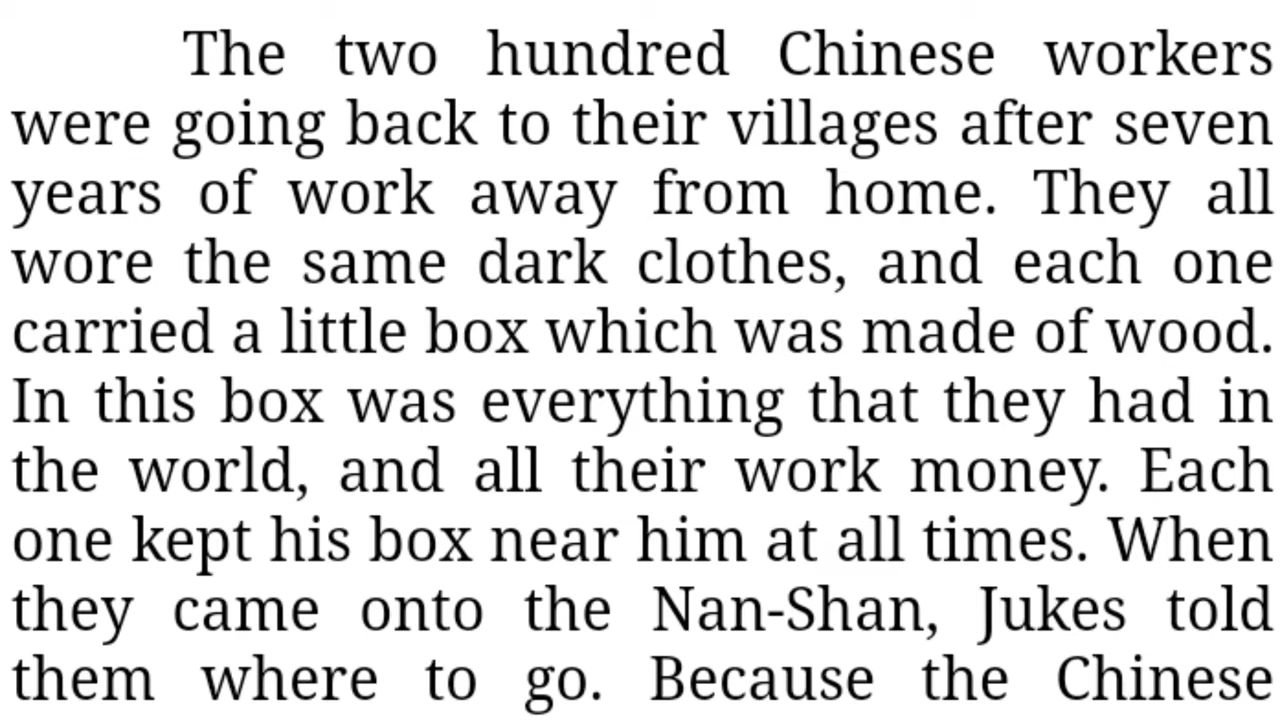 The two hundred Chinese workers
were going back to their villages after seven
years of work away from home. They all
wore the same dark clothes, and each one
carried a little box which was made of wood.
In this box was everything that they had in
the world, and all their work money. Each
one kept his box near him at all times. When
they came onto the Nan-Shan, Jukes told
them where to go. Because the Chinese